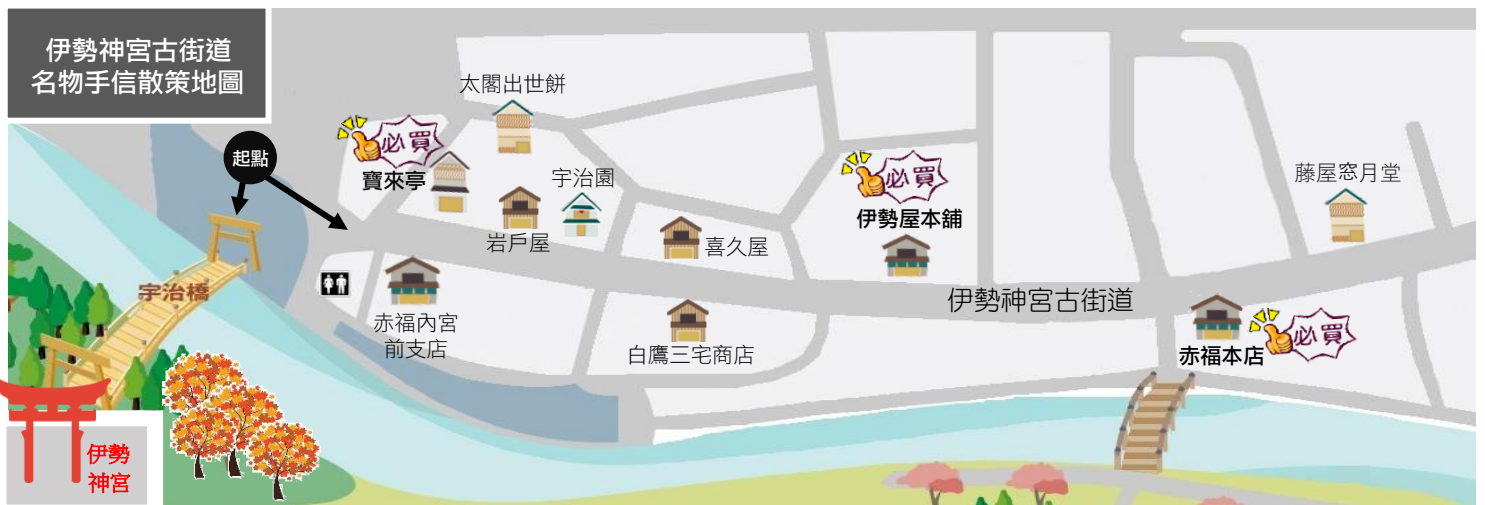 伊勢神宮古街道
名物手信散策地圖
太閣出世餅
必買
起點
寶來亭
宇治園
必買
藤屋窓月堂
伊勢屋本舖
岩戶屋
喜久屋
宇治橋
伊勢神宮古街道
赤福內宮
前支店
白鷹三宅商店
必買
赤福本店
伊勢
神宮